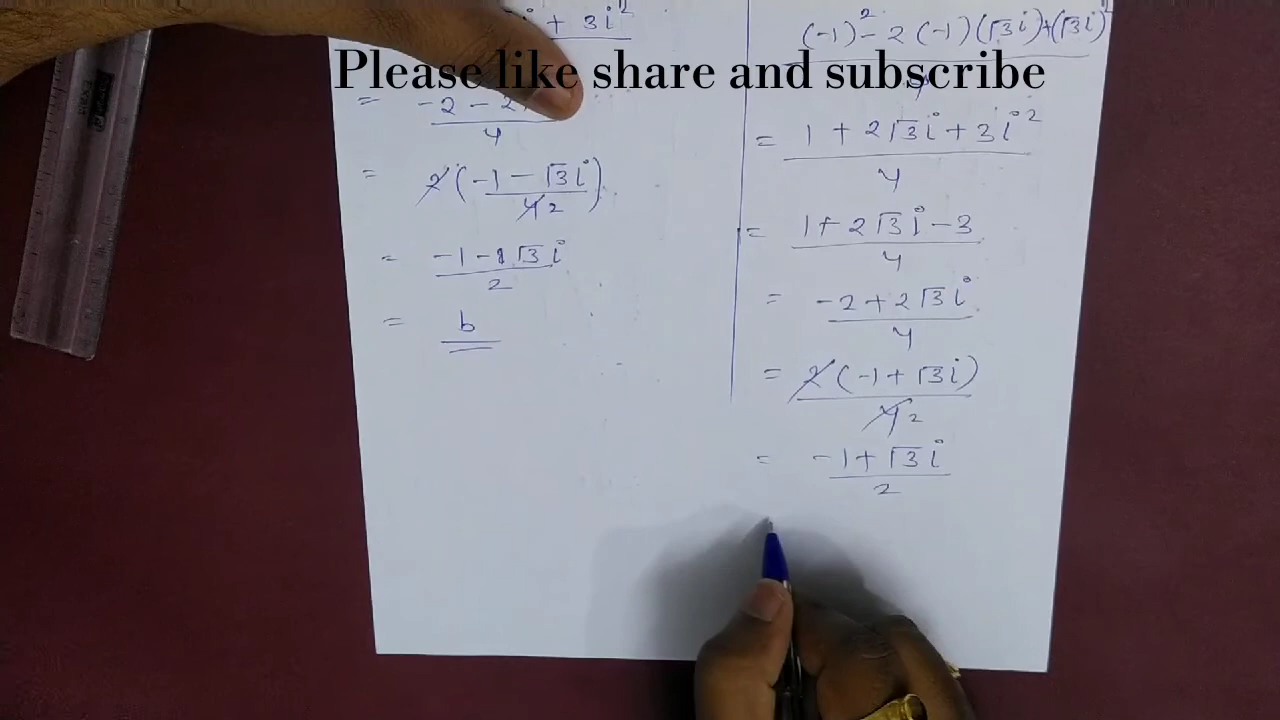 i + 3i²
Please like share and subscribe
= -2 - 2
4
= 2(-1 - √3i)
4 2
= -1 - 1√3i
2
= b
(-1)² - 2(-1)(√3i)+(√3i)²
4
= 1 + 2√3i + 3i²
4
= 1 + 2√3i - 3
4
= -2 + 2√3i
4
= 2(-1 + √3i)
4 2
= -1 + √3i
2